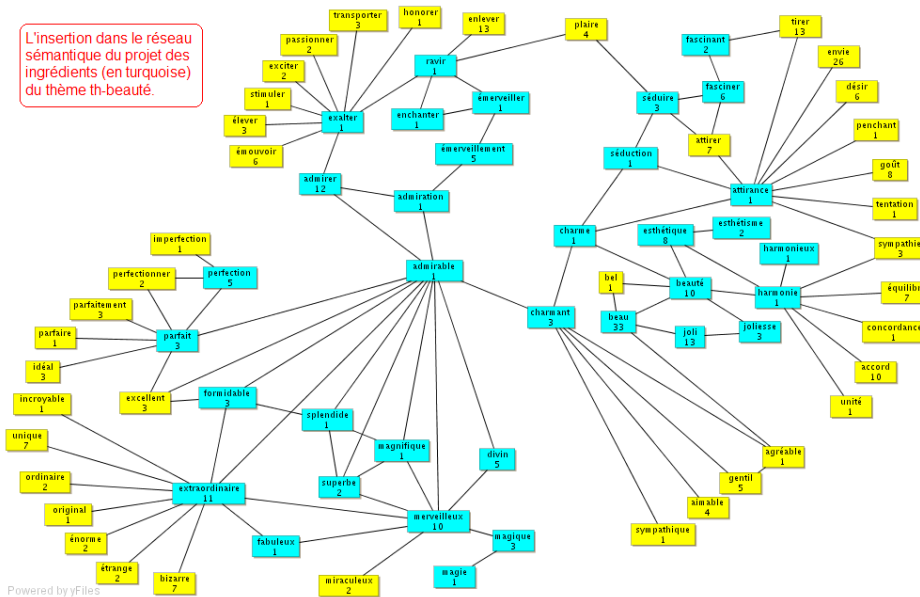 L'insertion dans le réseau
sémantique du projet des
ingrédients (en turquoise)
du thème th-beauté.
transporter
3
honorer
1
enlever
13
passionner
2
exciter
2
stimuler
1
élever
3
émouvoir
6
exalter
1
ravir
1
plaire
4
enchanter
1
émerveiller
1
émerveillement
5
admirer
12
admiration
1
fascinant
2
tirer
13
envie
26
fasciner
6
séduire
3
désir
6
attirer
7
penchant
1
séduction
1
goût
8
attirance
1
tentation
1
charme
1
esthétique
8
esthétisme
2
harmonieux
1
sympathie
3
imperfection
1
perfectionner
2
perfection
5
parfaitement
3
parfaire
1
parfait
3
idéal
3
admirable
1
bel
1
beauté
10
harmonie
1
équilibre
7
charmant
3
beau
33
joli
13
joliesse
3
concordance
1
accord
10
unité
1
incroyable
1
excellent
3
formidable
3
splendide
1
unique
7
magnifique
1
divin
5
agréable
1
ordinaire
2
extraordinaire
11
superbe
2
gentil
5
original
1
aimable
4
énorme
2
fabuleux
1
merveilleux
10
magique
3
sympathique
1
étrange
2
bizarre
7
miraculeux
2
magie
1
Powered by yFiles